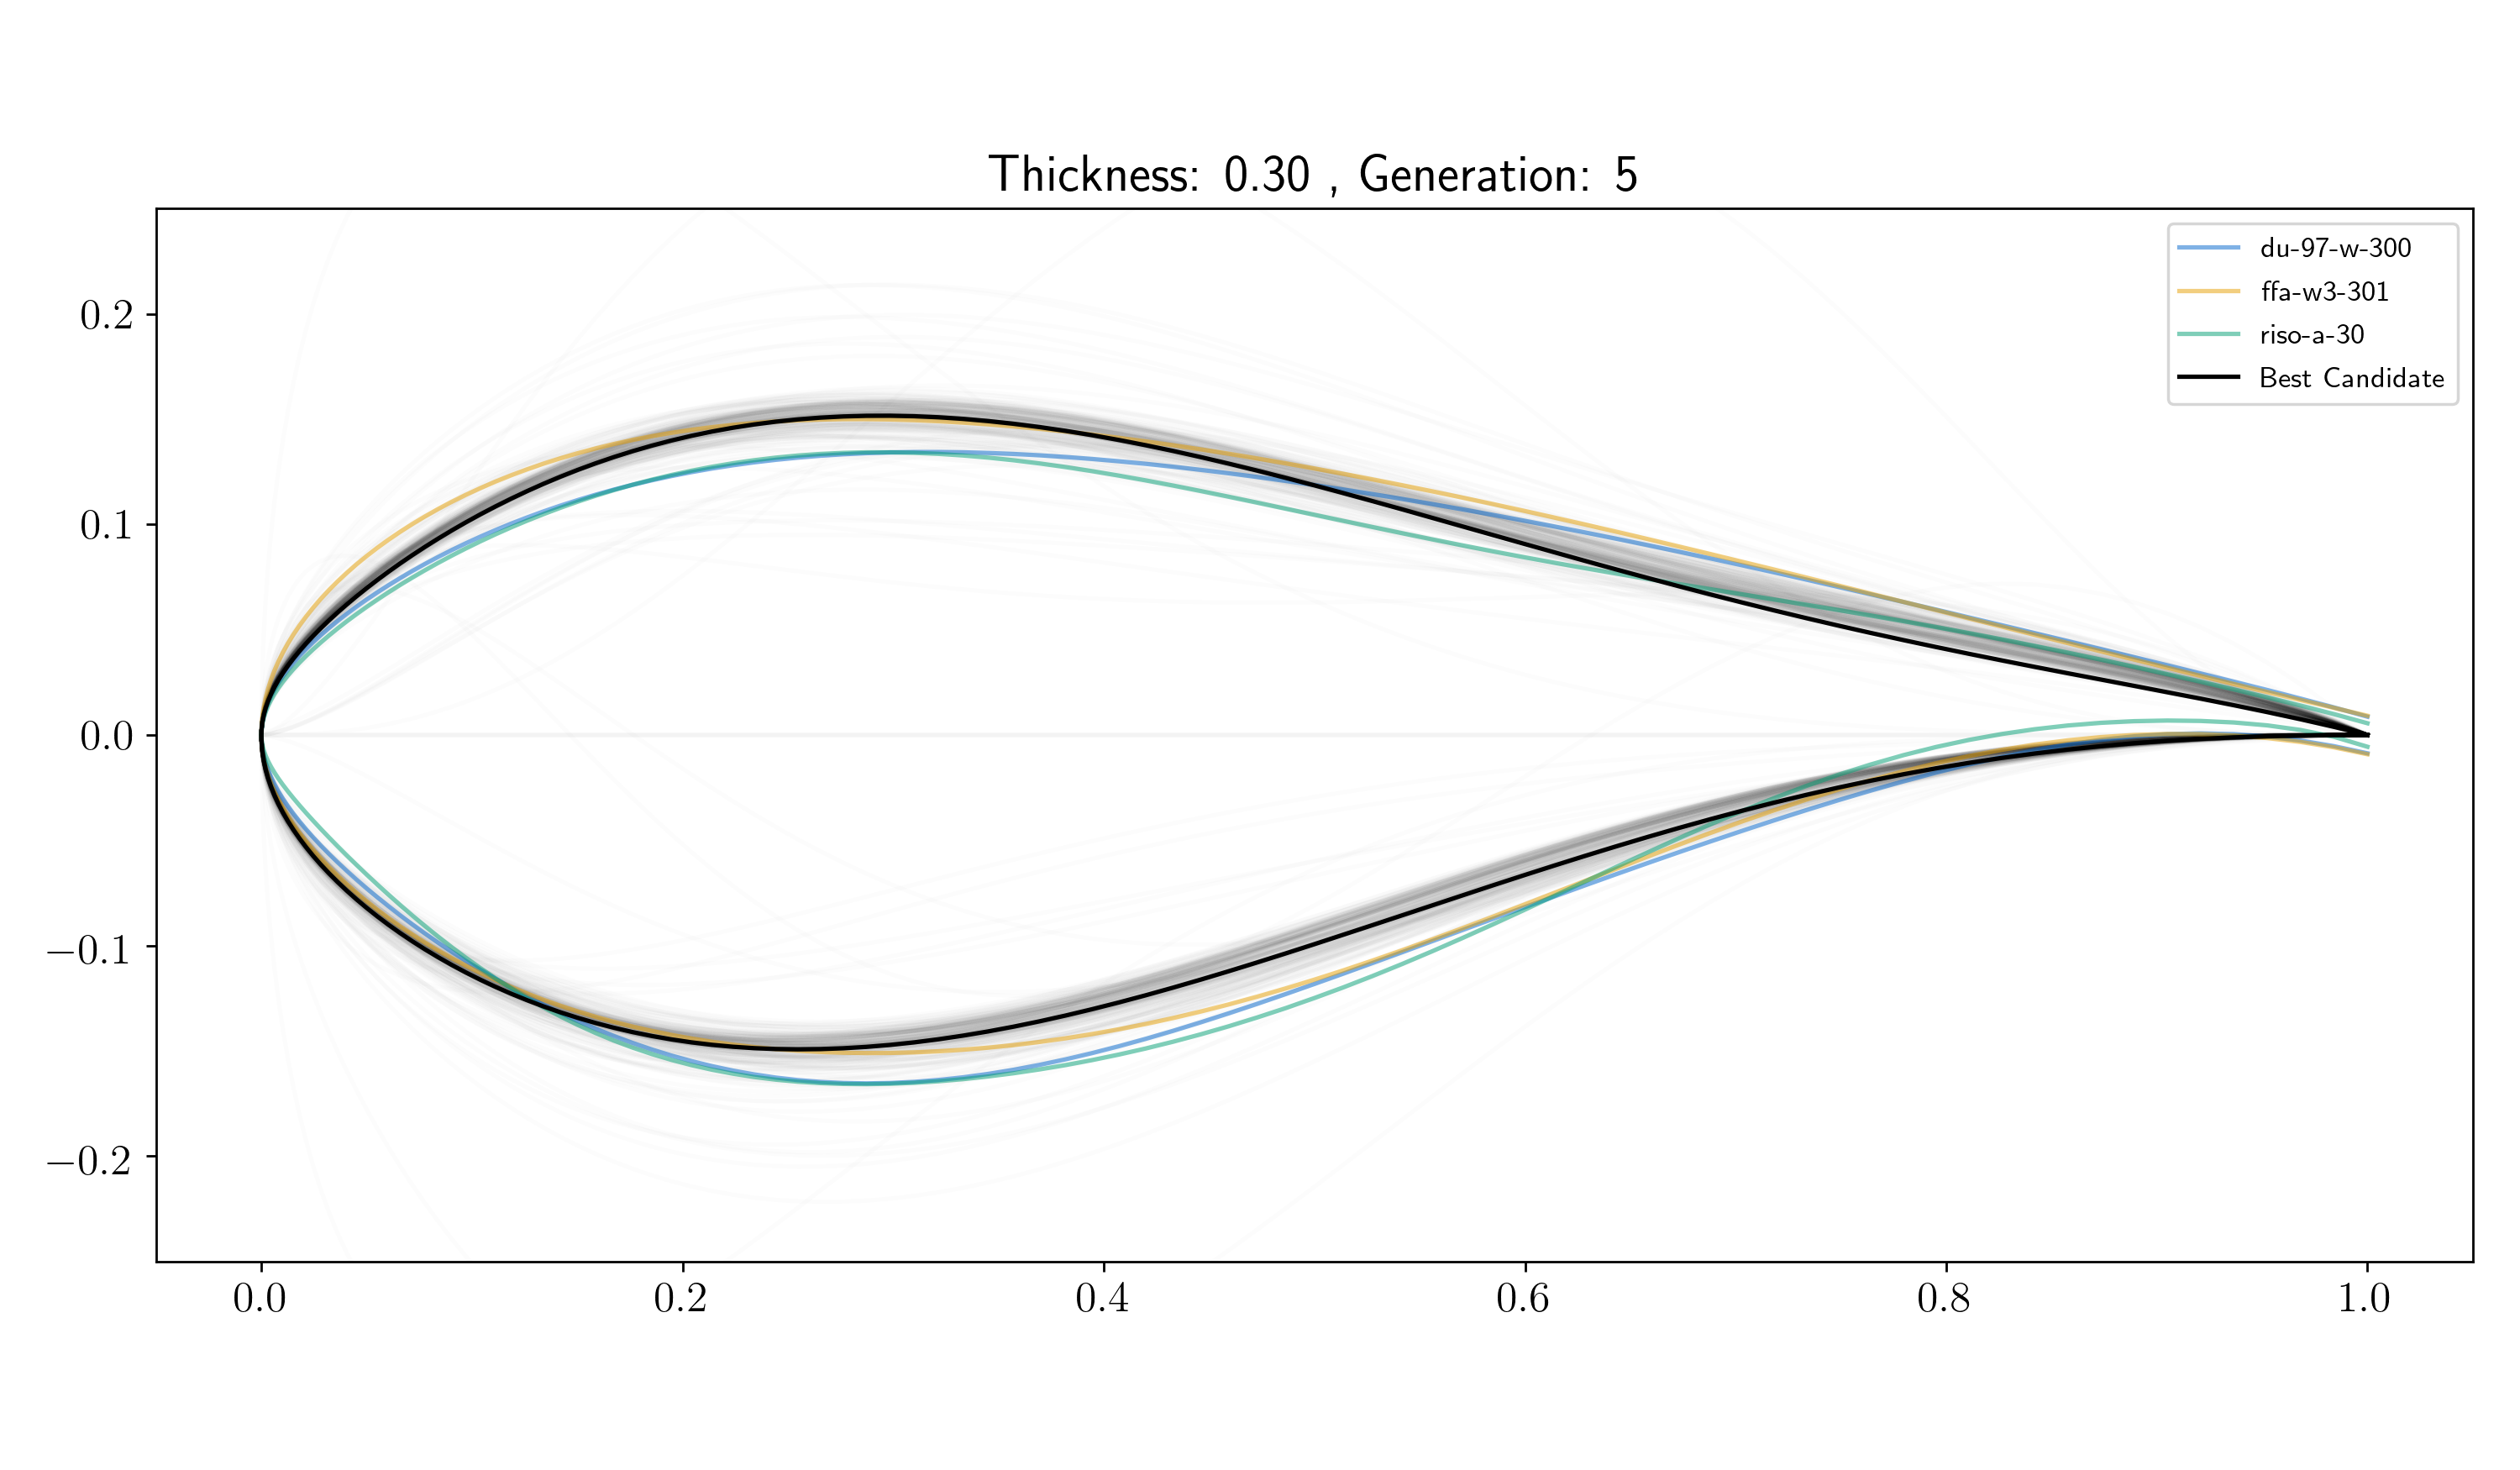 Thickness: 0.30 , Generation: 5
du-97-w-300
ffa-w3-301
riso-a-30
Best Candidate
0.2
0.1
0.0
−0.1
−0.2
0.0 0.2 0.4 0.6 0.8 1.0